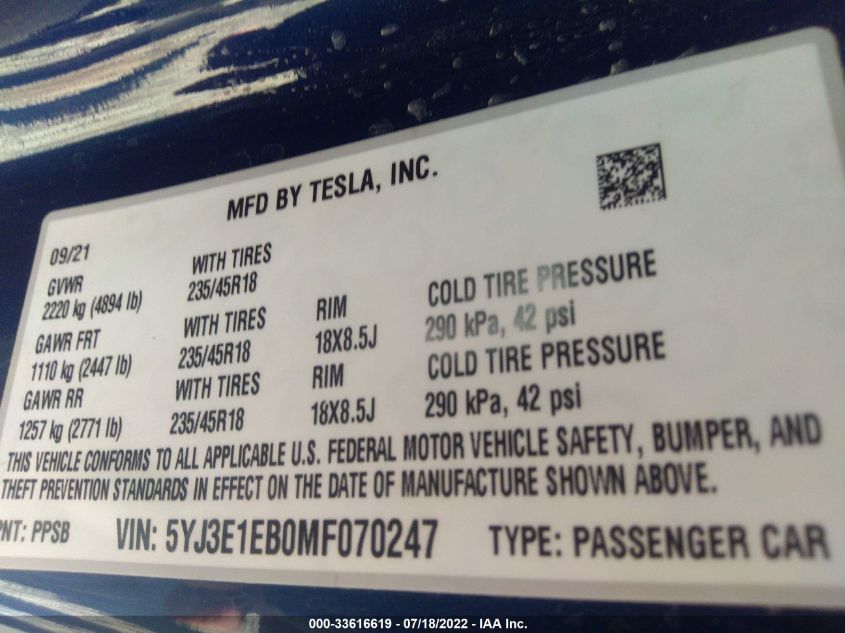 MFD BY TESLA, INC.
09/21
GVWR WITH TIRES
2220 kg (4894 lb) 235/45R18
GAWR FRT WITH TIRES RIM COLD TIRE PRESSURE
1110 kg (2447 lb) 235/45R18 18X8.5J 290 kPa, 42 psi
GAWR RR WITH TIRES RIM COLD TIRE PRESSURE
1257 kg (2771 lb) 235/45R18 18X8.5J 290 kPa, 42 psi
THIS VEHICLE CONFORMS TO ALL APPLICABLE U.S. FEDERAL MOTOR VEHICLE SAFETY, BUMPER, AND
THEFT PREVENTION STANDARDS IN EFFECT ON THE DATE OF MANUFACTURE SHOWN ABOVE.
PNT: PPSB VIN: 5YJ3E1EB0MF070247 TYPE: PASSENGER CAR
000-33616619 - 07/18/2022 - IAA Inc.